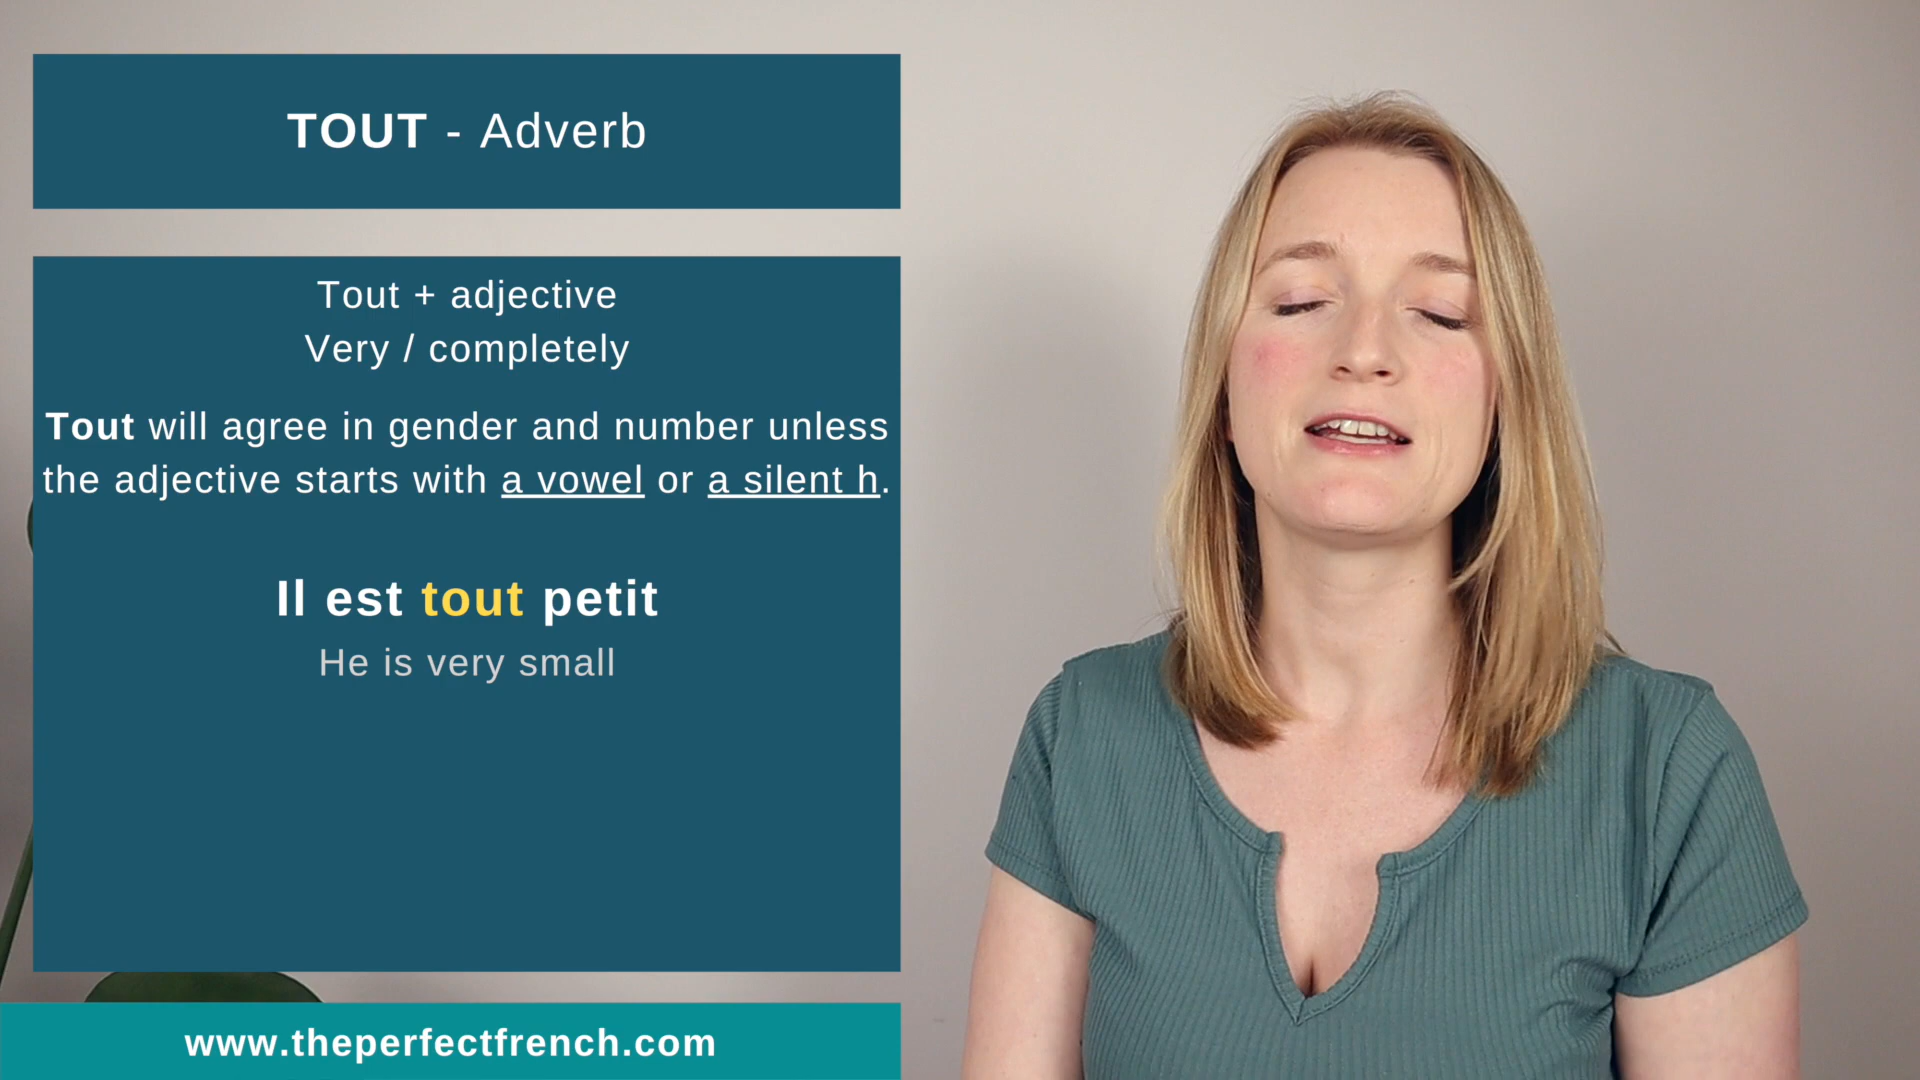 TOUT - Adverb
Tout + adjective
Very / completely
Tout will agree in gender and number unless
the adjective starts with a vowel or a silent h.
Il est tout petit
He is very small
www.theperfectfrench.com